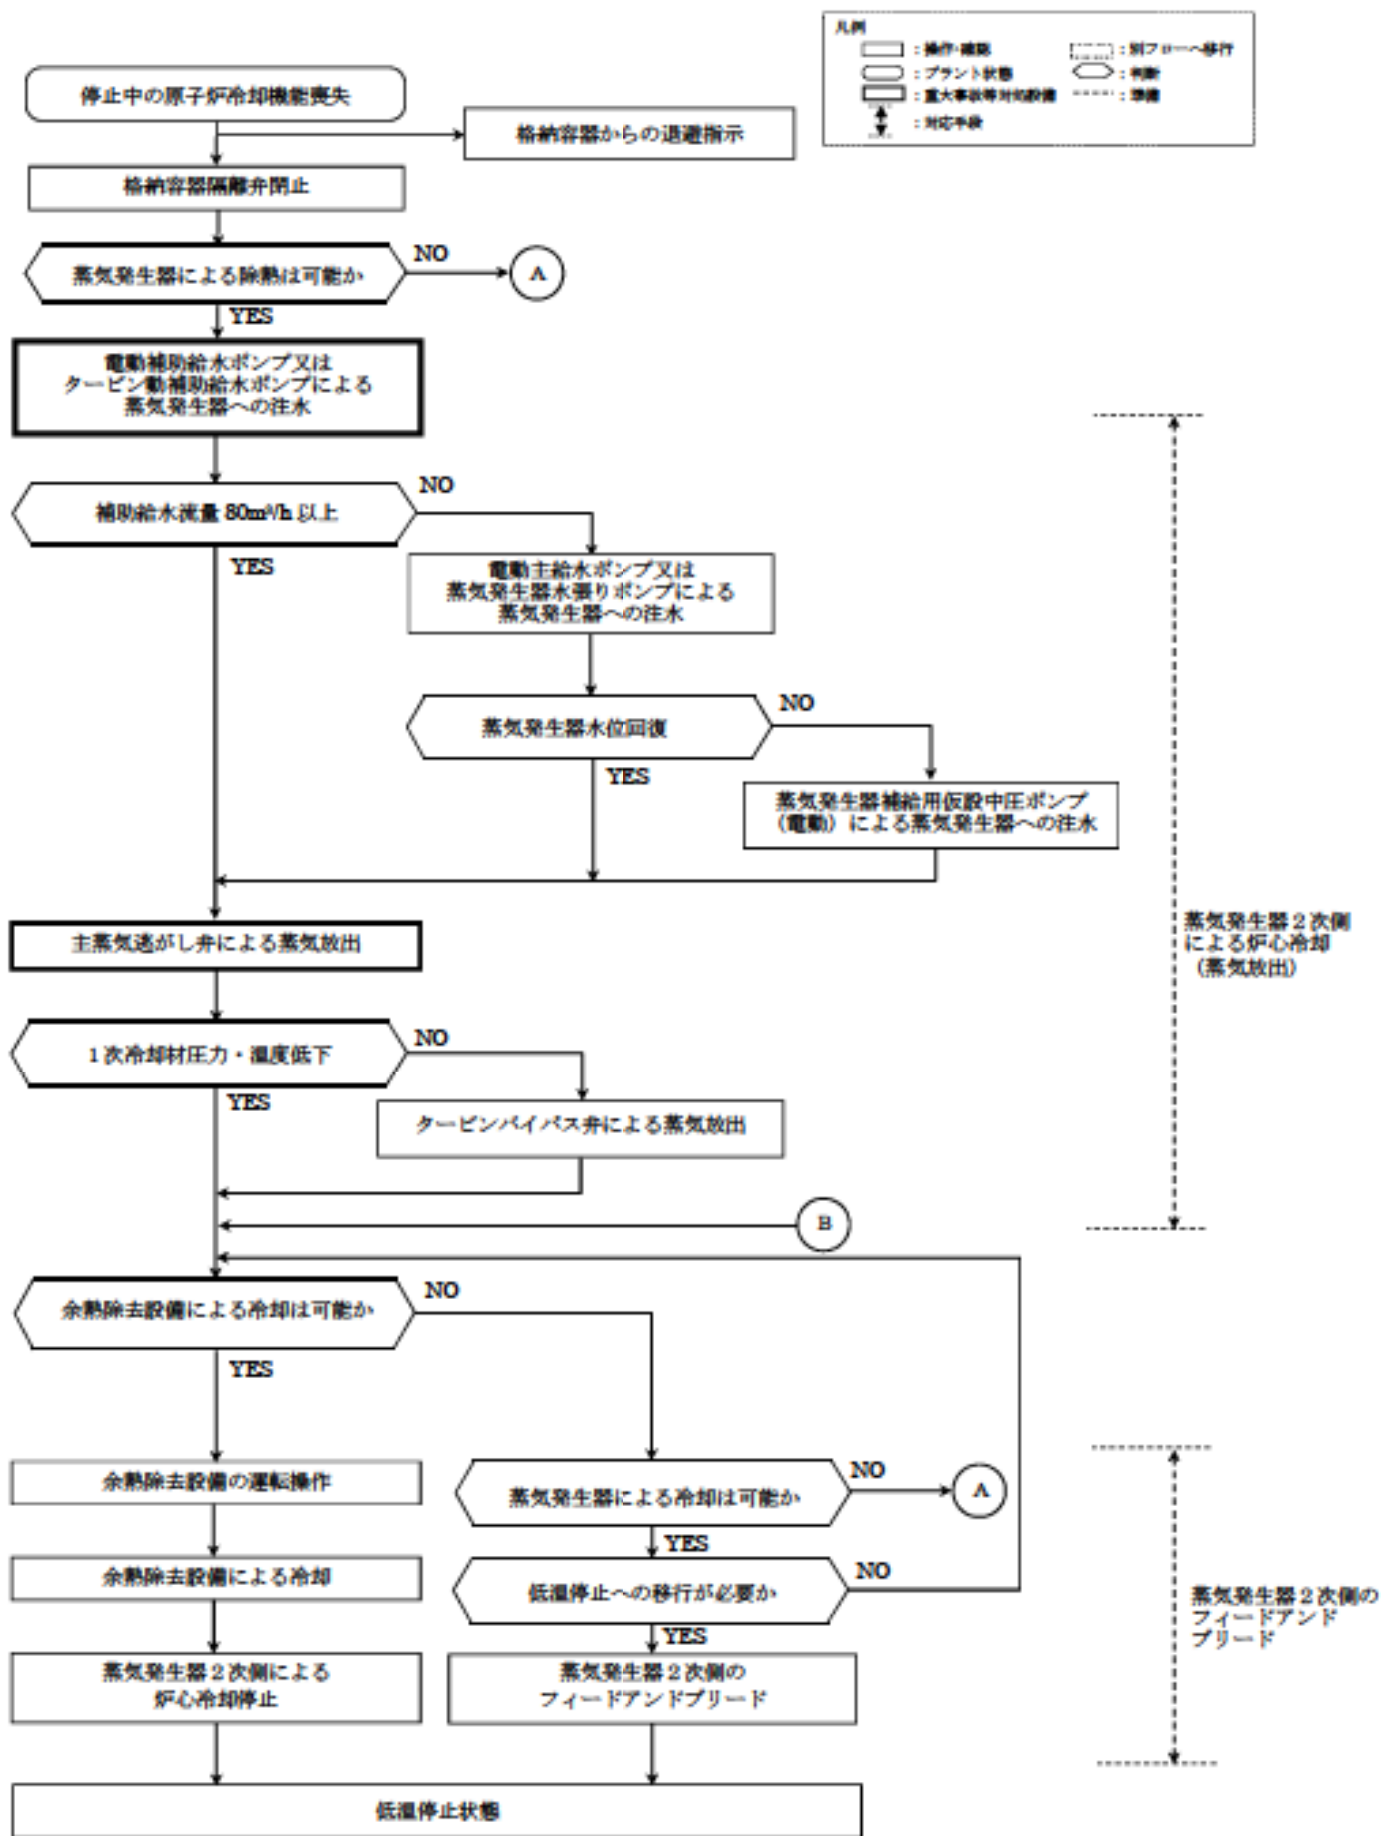 凡例
：操作・確認
：別フローへ移行
：プラント状態
：判断
：重大事故等対処設備
：準備
：対応手段
停止中の原子炉冷却機能喪失
格納容器からの退避指示
格納容器隔離弁閉止
蒸気発生器による除熱は可能か
NO
A
YES
電動補助給水ポンプ又は
タービン動補助給水ポンプによる
蒸気発生器への注水
補助給水流量 80m³/h 以上
NO
YES
電動主給水ポンプ又は
蒸気発生器水張りポンプによる
蒸気発生器への注水
蒸気発生器水位回復
NO
YES
蒸気発生器補給用仮設中圧ポンプ
（電動）による蒸気発生器への注水
主蒸気逃がし弁による蒸気放出
蒸気発生器２次側
による炉心冷却
（蒸気放出）
１次冷却材圧力・温度低下
NO
YES
タービンバイパス弁による蒸気放出
B
余熱除去設備による冷却は可能か
NO
YES
余熱除去設備の運転操作
蒸気発生器による冷却は可能か
NO
A
YES
余熱除去設備による冷却
低温停止への移行が必要か
NO
YES
蒸気発生器２次側の
フィードアンド
ブリード
蒸気発生器２次側による
炉心冷却停止
蒸気発生器２次側の
フィードアンドブリード
低温停止状態